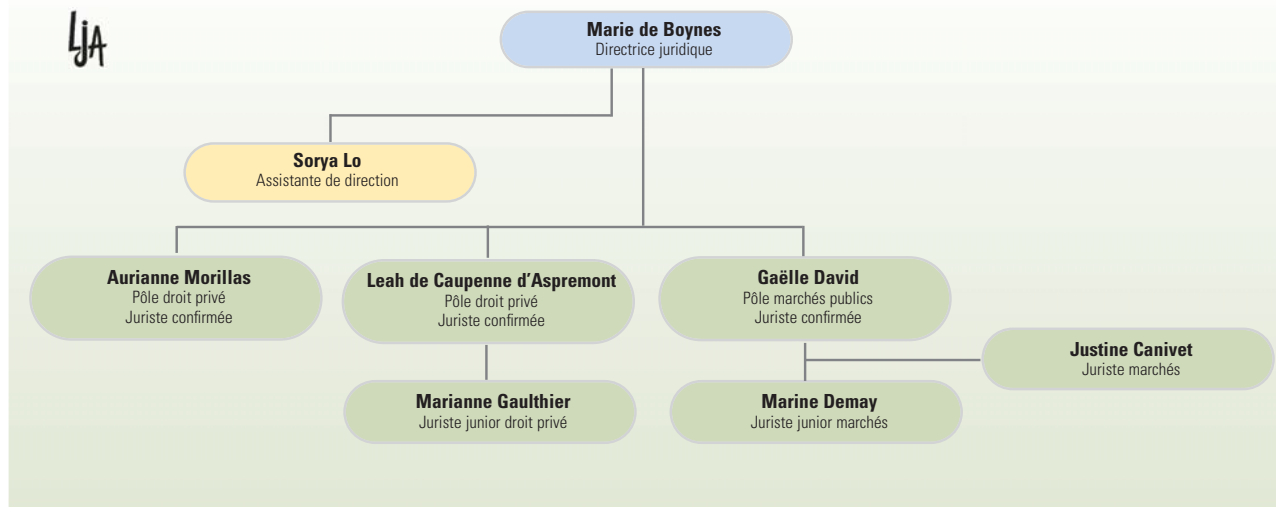 LJA
Marie de Boynes
Directrice juridique
Sorya Lo
Assistante de direction
Aurianne Morillas
Pôle droit privé
Juriste confirmée
Leah de Caupenne d'Aspremont
Pôle droit privé
Juriste confirmée
Gaëlle David
Pôle marchés publics
Juriste confirmée
Justine Canivet
Juriste marchés
Marianne Gaulthier
Juriste junior droit privé
Marine Demay
Juriste junior marchés